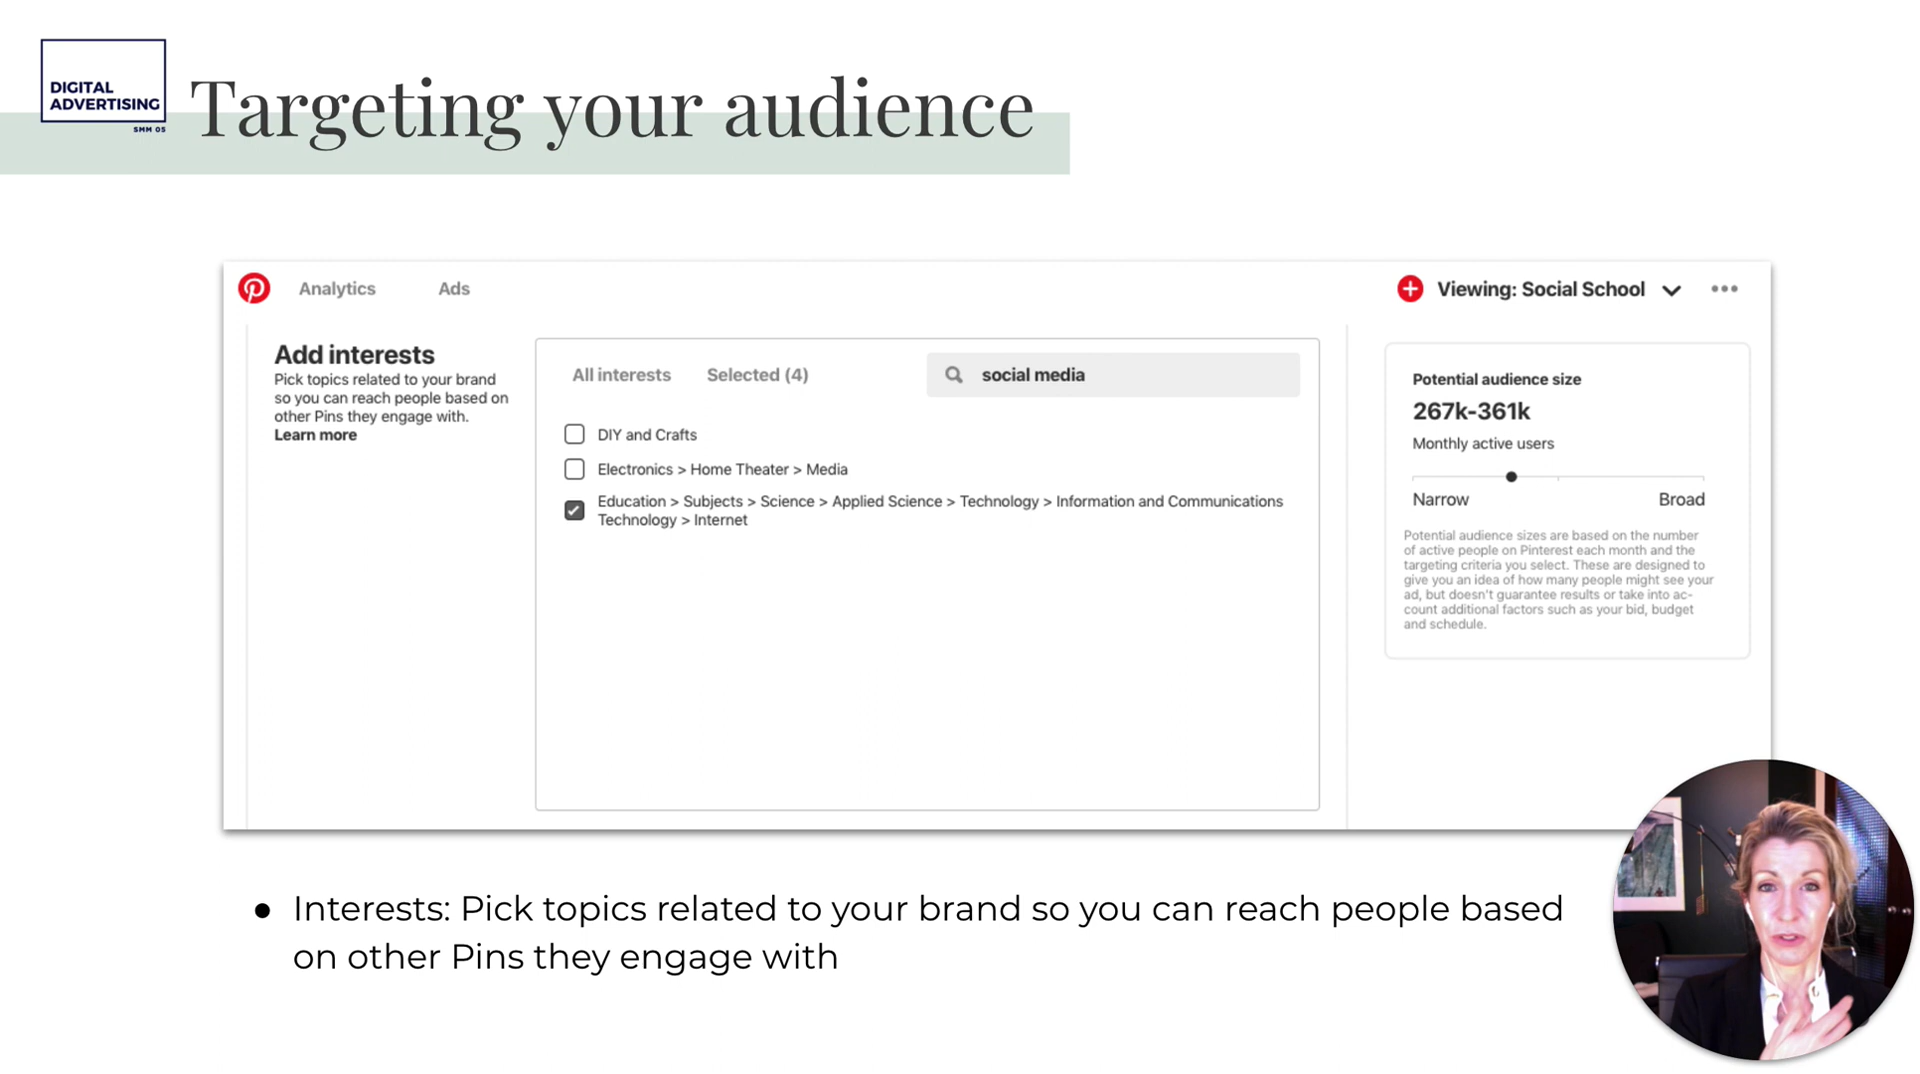 DIGITAL
ADVERTISING
SMM 05
Targeting your audience
Analytics
Ads
Viewing: Social School
Add interests
Pick topics related to your brand
so you can reach people based on
other Pins they engage with.
Learn more
All interests
Selected (4)
social media
DIY and Crafts
Electronics > Home Theater > Media
Education > Subjects > Science > Applied Science > Technology > Information and Communications
Technology > Internet
Potential audience size
267k-361k
Monthly active users
Narrow
Broad
Potential audience sizes are based on the number
of active people on Pinterest each month and the
targeting criteria you select. These are designed to
give you an idea of how many people might see your
ad, but doesn't guarantee results or take into ac-
count additional factors such as your bid, budget
and schedule.
● Interests: Pick topics related to your brand so you can reach people based
on other Pins they engage with